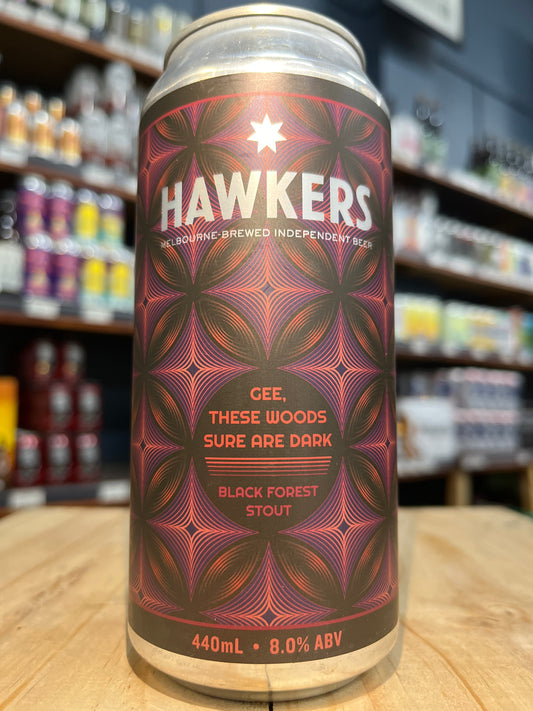 HAWKERS
MELBOURNE-BREWED INDEPENDENT BEER
GEE,
THESE WOODS
SURE ARE DARK
BLACK FOREST
STOUT
440mL • 8.0% ABV